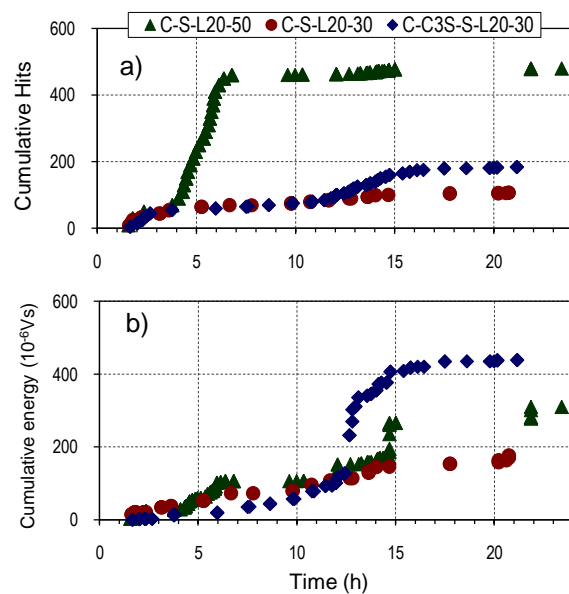 C-S-L20-50 C-S-L20-30 C-C3S-S-L20-30
600
a)
400
200
0
Cumulative Hits
0 5 10 15 20
600
b)
400
200
0
Cumulative energy (10-6Vs)
0 5 10 15 20
Time (h)